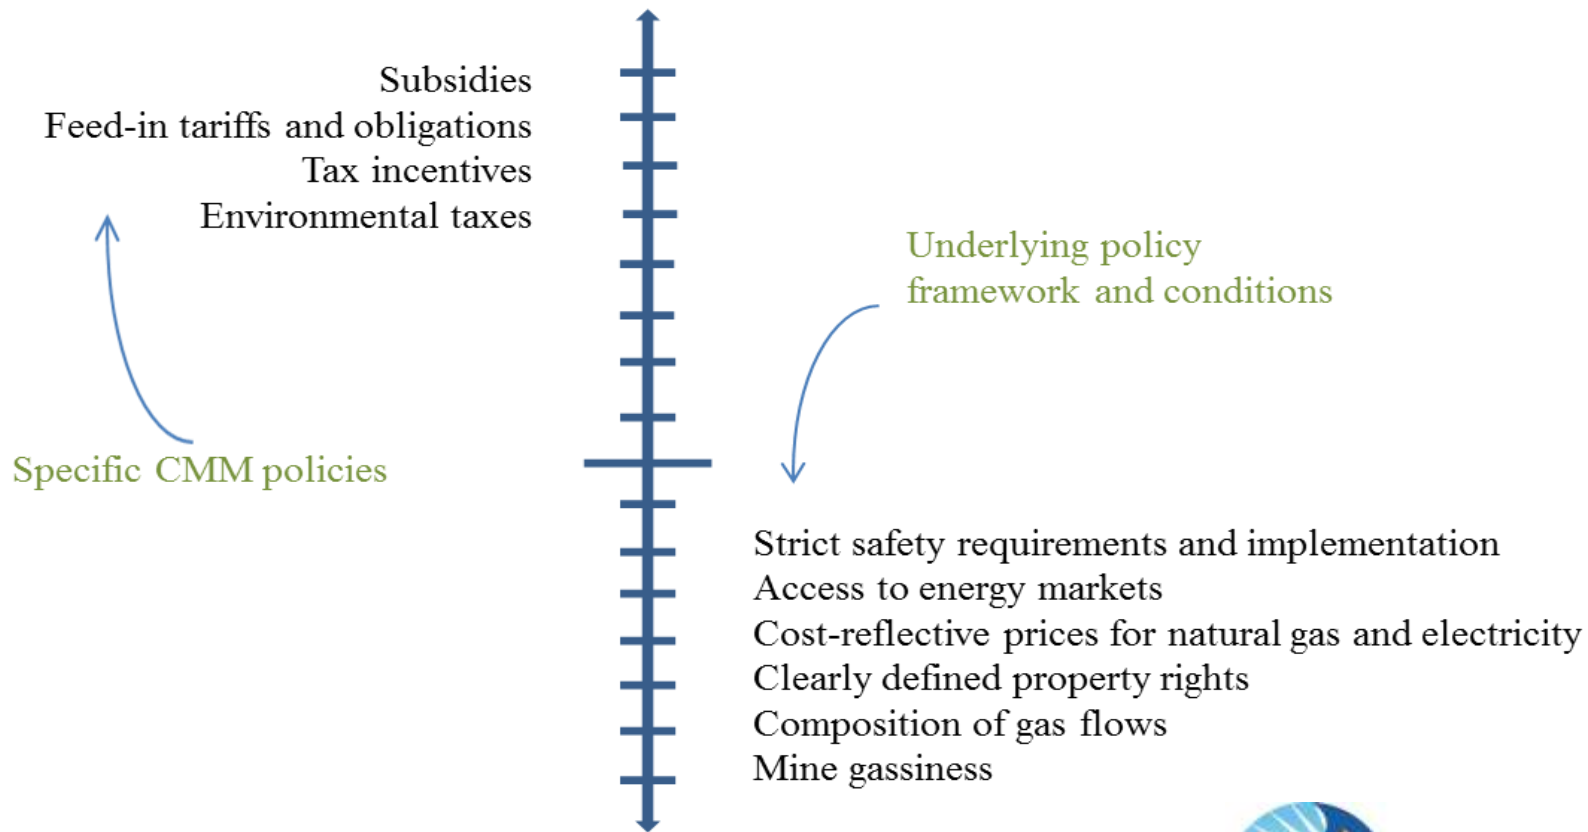 Subsidies
Feed-in tariffs and obligations
Tax incentives
Environmental taxes
Underlying policy
framework and conditions
Specific CMM policies
Strict safety requirements and implementation
Access to energy markets
Cost-reflective prices for natural gas and electricity
Clearly defined property rights
Composition of gas flows
Mine gassiness